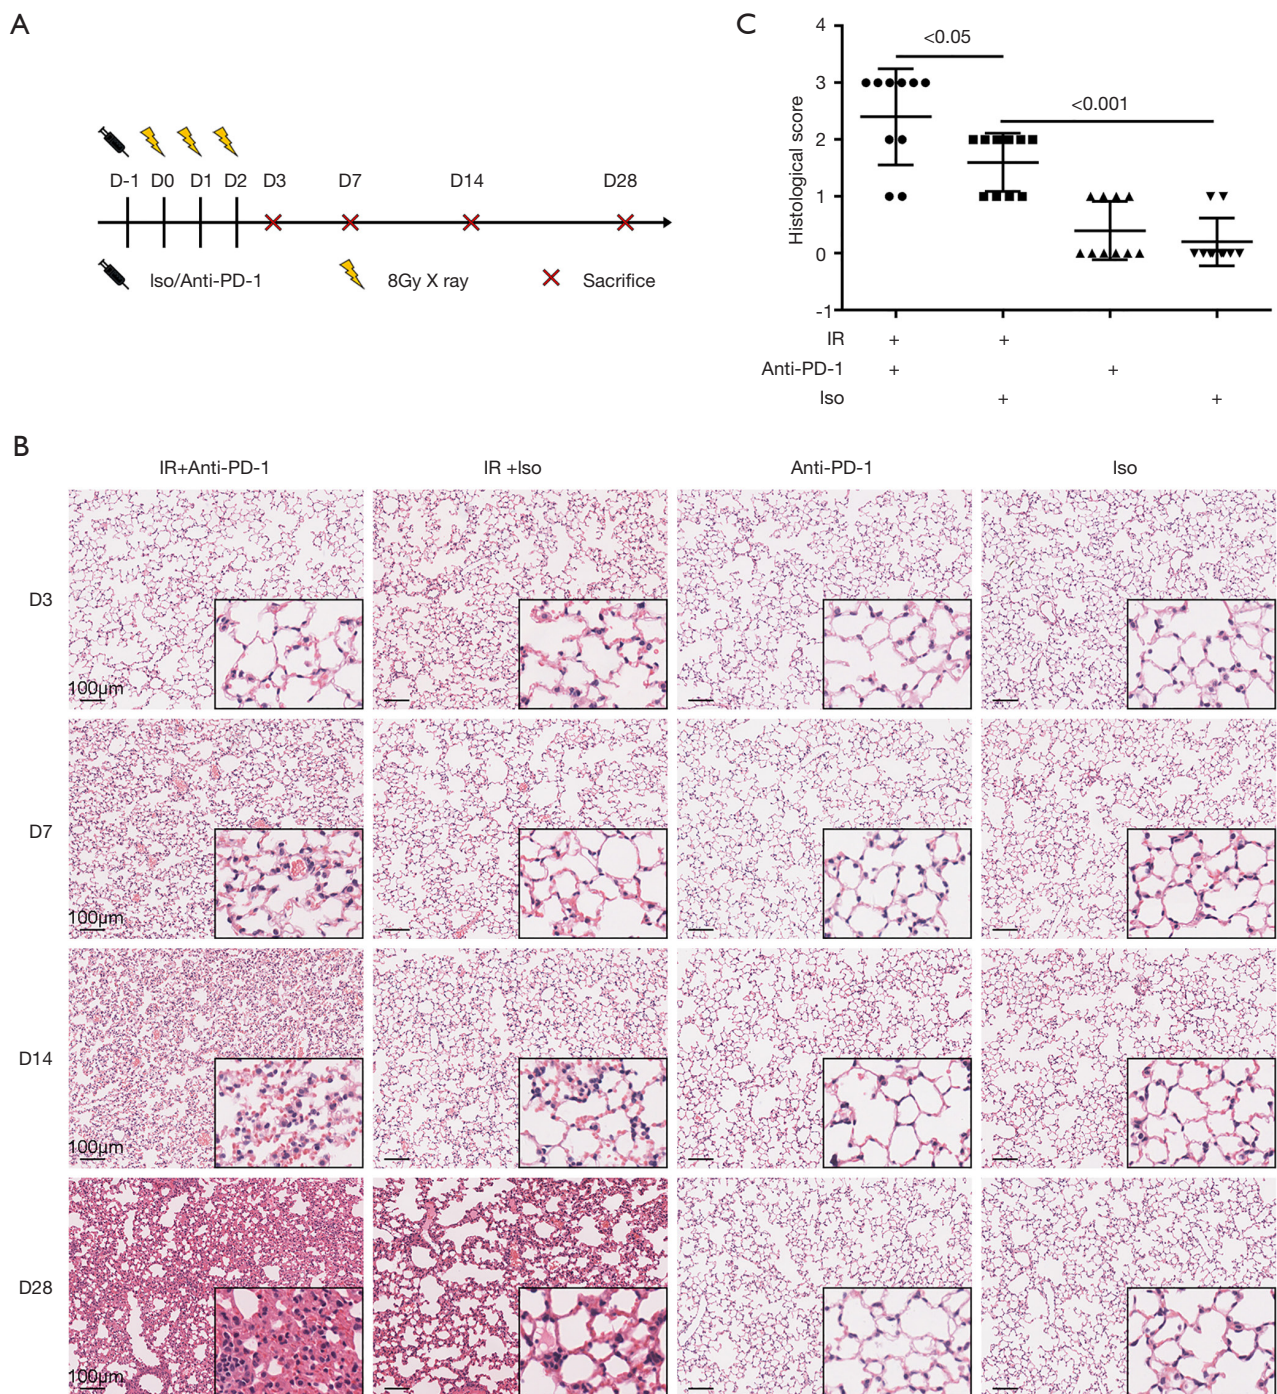 A
D-1 D0 D1 D2 D3 D7 D14 D28
Iso/Anti-PD-1 8Gy X ray Sacrifice
C
<0.05
<0.001
Histological score
4
3
2
1
0
-1
IR + +
Anti-PD-1 + +
Iso + +
B
IR+Anti-PD-1 IR +Iso Anti-PD-1 Iso
D3
100μm
D7
100μm
D14
100μm
D28
100μm